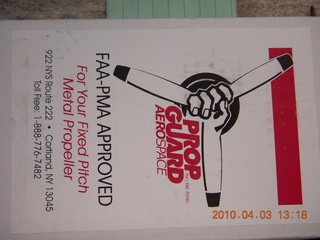 PROP
GUARD
AEROSPACE
FAA-PMA APPROVED
For Your Fixed Pitch
Metal Propeller
922 NYS Route 222 • Cortland, NY 13045
Toll Free: 1-888-776-7482
2010.04.03 13:18